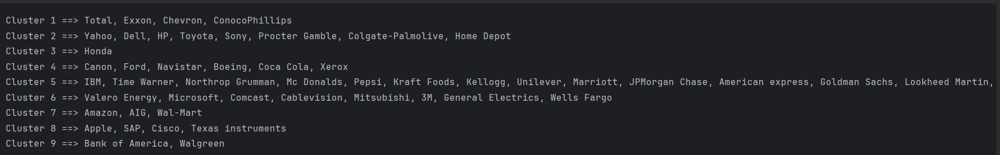 Cluster 1 ==> Total, Exxon, Chevron, ConocoPhillips
Cluster 2 ==> Yahoo, Dell, HP, Toyota, Sony, Procter Gamble, Colgate-Palmolive, Home Depot
Cluster 3 ==> Honda
Cluster 4 ==> Canon, Ford, Navistar, Boeing, Coca Cola, Xerox
Cluster 5 ==> IBM, Time Warner, Northrop Grumman, Mc Donalds, Pepsi, Kraft Foods, Kellogg, Unilever, Marriott, JPMorgan Chase, American express, Goldman Sachs, Lookheed Martin,
Cluster 6 ==> Valero Energy, Microsoft, Comcast, Cablevision, Mitsubishi, 3M, General Electrics, Wells Fargo
Cluster 7 ==> Amazon, AIG, Wal-Mart
Cluster 8 ==> Apple, SAP, Cisco, Texas instruments
Cluster 9 ==> Bank of America, Walgreen